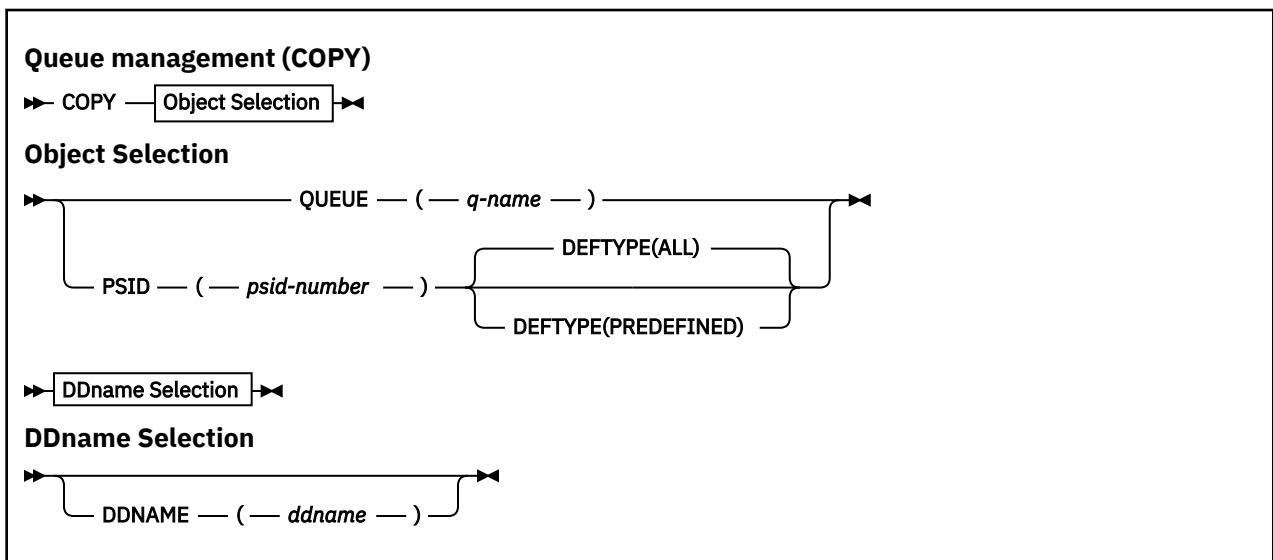 Queue management (COPY)
COPY Object Selection
Object Selection
QUEUE ( q-name )
DEFTYPE(ALL)
PSID ( psid-number )
DEFTYPE(PREDEFINED)
DDname Selection
DDname Selection
DDNAME ( ddname )